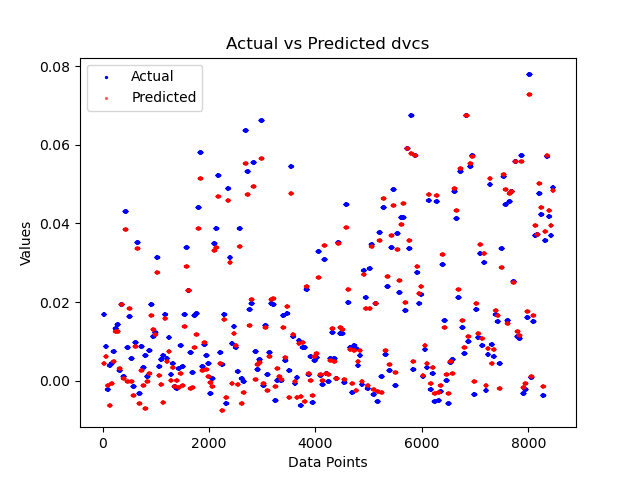 Actual vs Predicted dvcs
Actual
Predicted
0.08
0.06
0.04
0.02
0.00
Values
0
2000
4000
6000
8000
Data Points